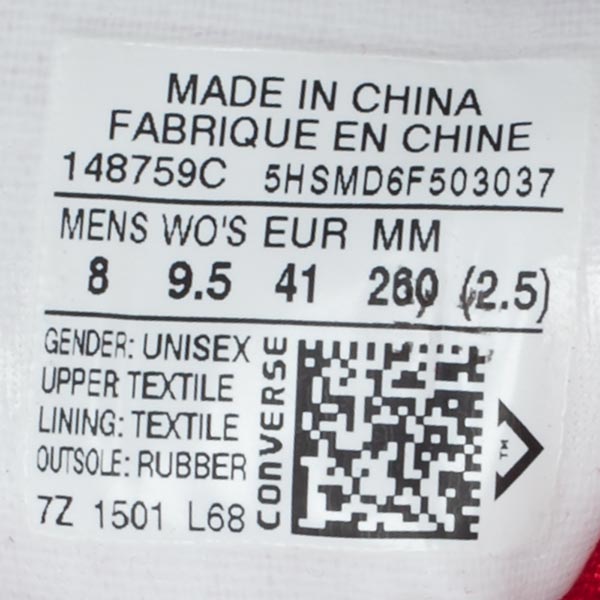 MADE IN CHINA
FABRIQUE EN CHINE
148759C 5HSMD6F503037
MENS WO'S EUR MM
8 9.5 41 260 (2.5)
GENDER: UNISEX
UPPER TEXTILE
LINING: TEXTILE
OUTSOLE: RUBBER
7Z 1501 L68
CONVERSE
TM